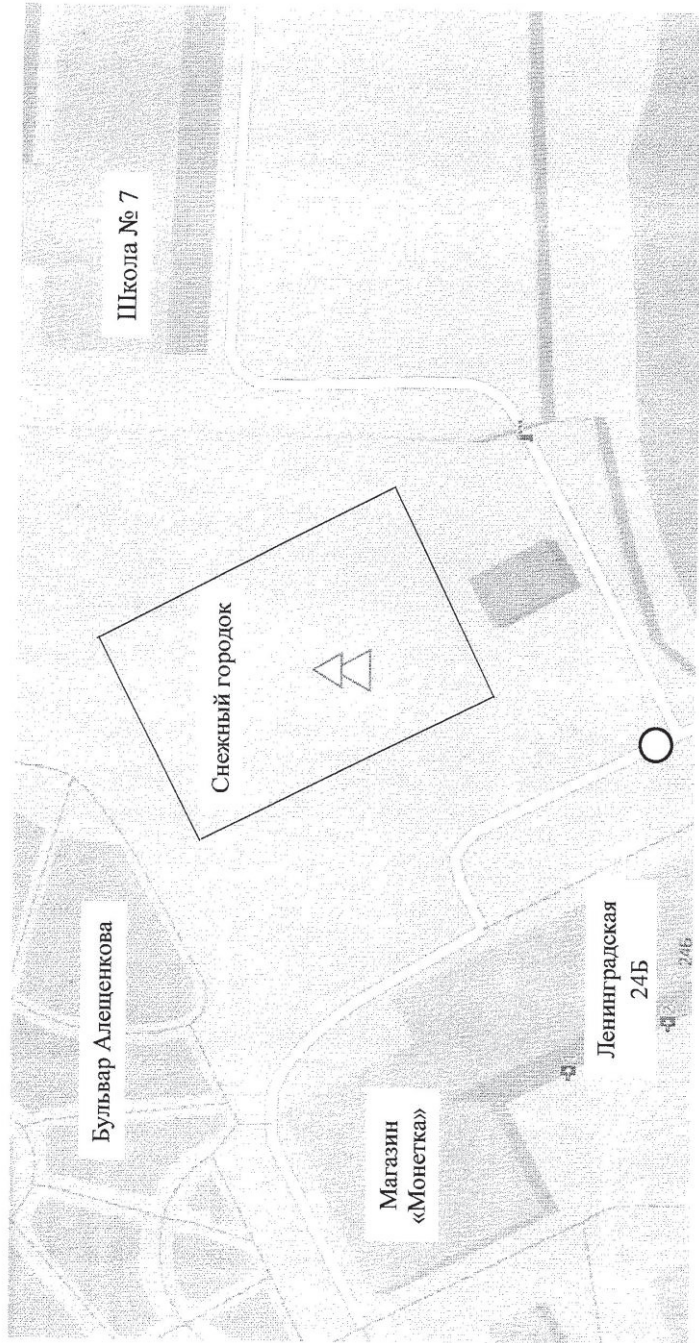 Бульвар Алещенкова
Снежный городок
Школа № 7
Магазин
«Монетка»
Ленинградская
24Б
24Б